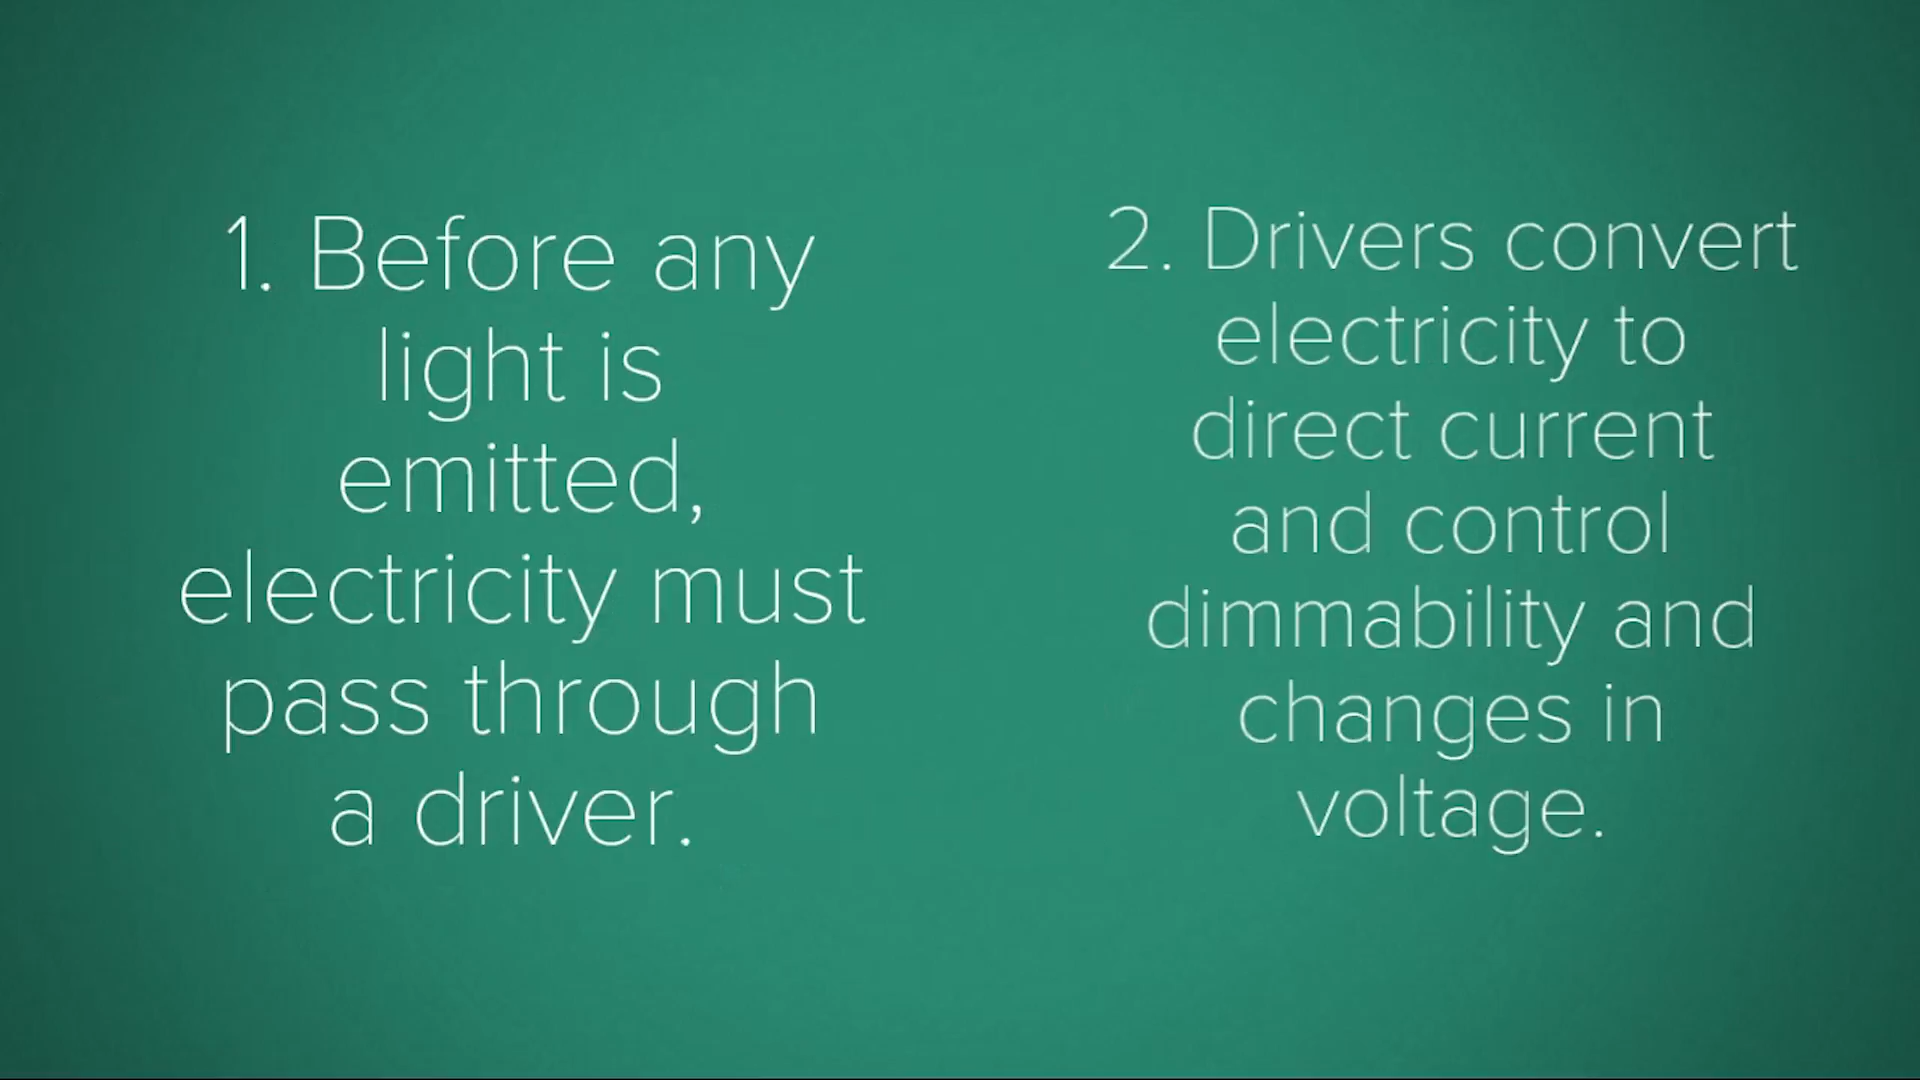 1. Before any
light is
emitted,
electricity must
pass through
a driver.
2. Drivers convert
electricity to
direct current
and control
dimmability and
changes in
voltage.